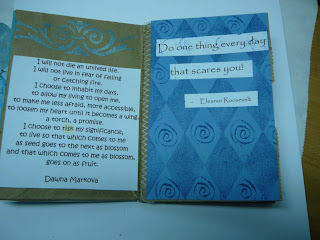 I will not die an unlived life.
I will not live in fear of falling
or catching fire.
I choose to inhabit my days,
to allow my living to open me,
to make me less afraid, more accessible,
to loosen my heart until it becomes a wing,
a torch, a promise.
I choose to risk my significance,
to live so that which comes to me
as seed goes to the next as blossom
and that which comes to me as blossom,
goes on as fruit.
Dawna Markova
Do one thing every day
that scares you!
- Eleanor Roosevelt